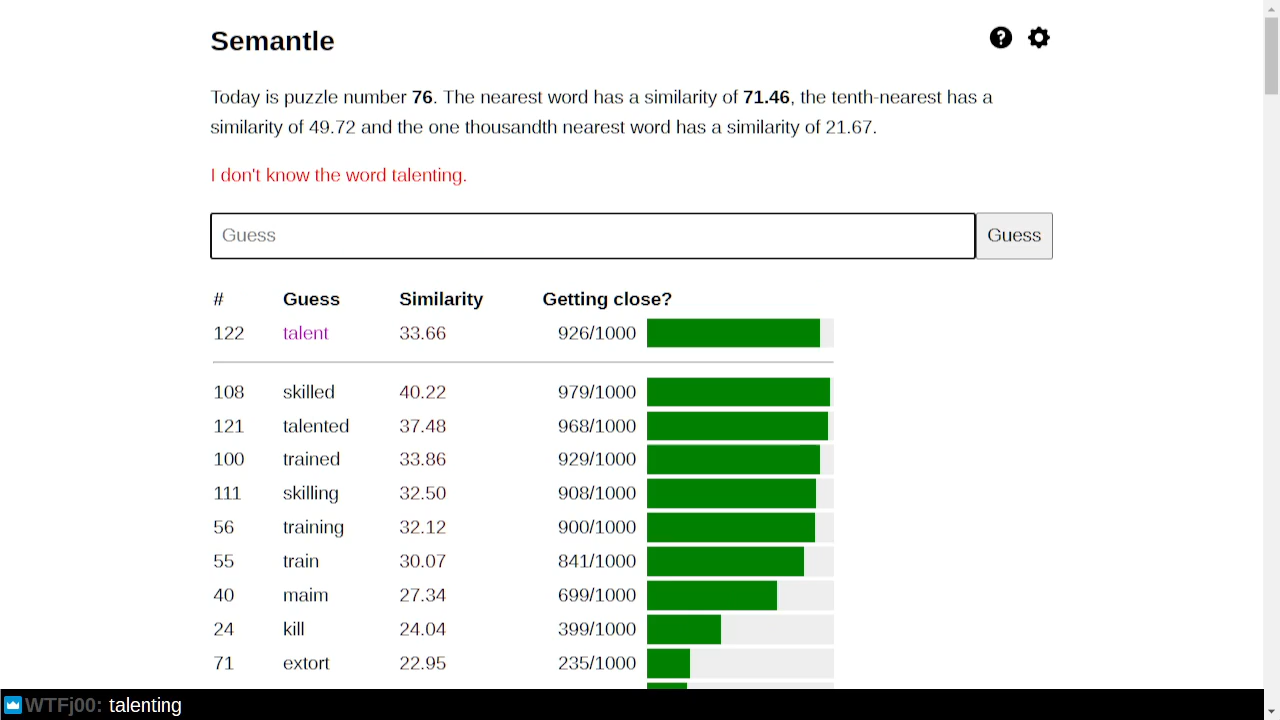 Semantle
Today is puzzle number 76. The nearest word has a similarity of 71.46, the tenth-nearest has a
similarity of 49.72 and the one thousandth nearest word has a similarity of 21.67.
I don't know the word talenting.
Guess Guess
# Guess Similarity Getting close?
122 talent 33.66 926/1000
108 skilled 40.22 979/1000
121 talented 37.48 968/1000
100 trained 33.86 929/1000
111 skilling 32.50 908/1000
56 training 32.12 900/1000
55 train 30.07 841/1000
40 maim 27.34 699/1000
24 kill 24.04 399/1000
71 extort 22.95 235/1000
WTFj00: talenting